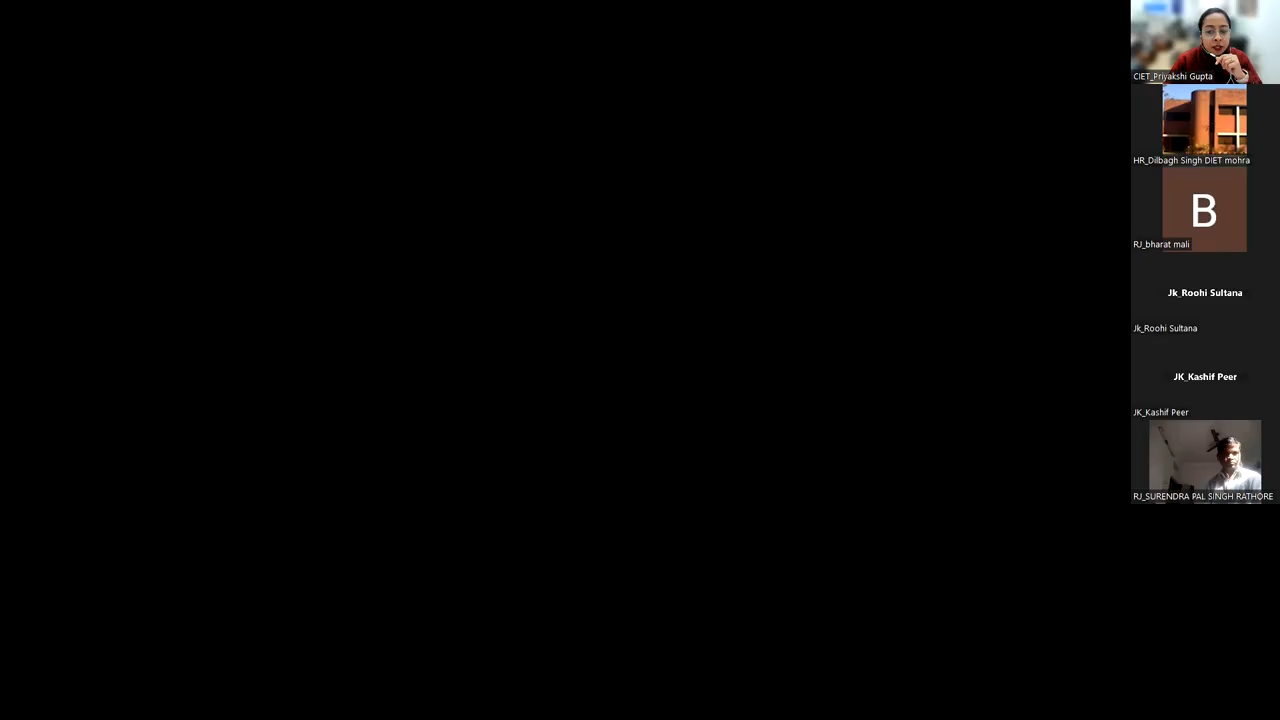 CIET_Priyakshi Gupta
HR_Dilbagh Singh DIET mohra
B
RJ_bharat mali
Jk_Roohi Sultana
Jk_Roohi Sultana
JK_Kashif Peer
JK_Kashif Peer
RJ_SURENDRA PAL SINGH RATHORE